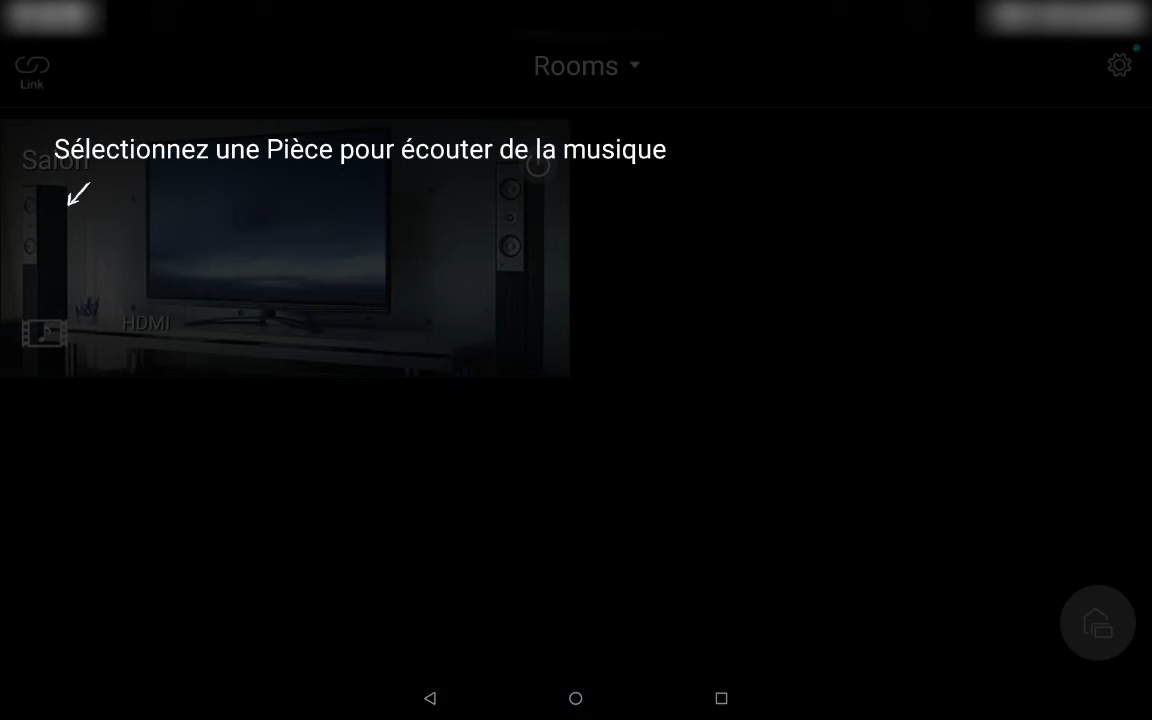 Rooms
Link
Sélectionnez une Pièce pour écouter de la musique
Salon
HDMI